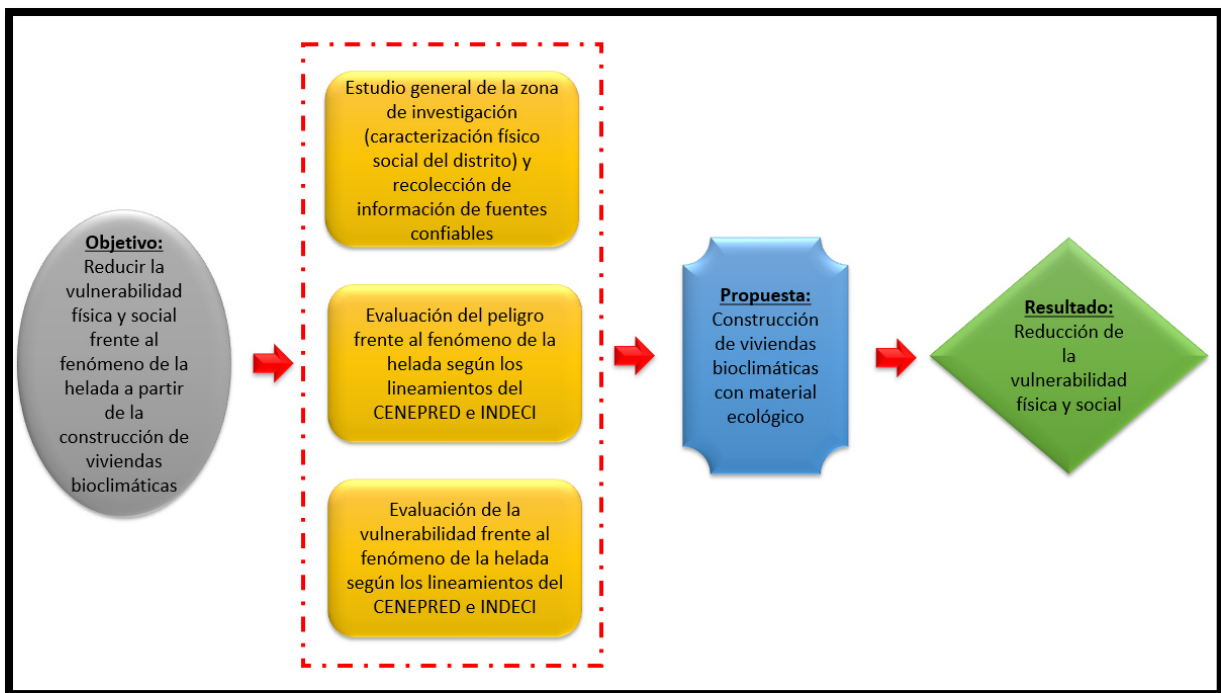 Objetivo:
Reducir la
vulnerabilidad
física y social
frente al
fenómeno de la
helada a partir
de la
construcción de
viviendas
bioclimáticas
Estudio general de la zona
de investigación
(caracterización físico
social del distrito) y
recolección de
información de fuentes
confiables
Evaluación del peligro
frente al fenómeno de la
helada según los
lineamientos del
CENEPRED e INDECI
Evaluación de la
vulnerabilidad frente al
fenómeno de la helada
según los lineamientos del
CENEPRED e INDECI
Propuesta:
Construcción
de viviendas
bioclimáticas
con material
ecológico
Resultado:
Reducción de
la
vulnerabilidad
física y social